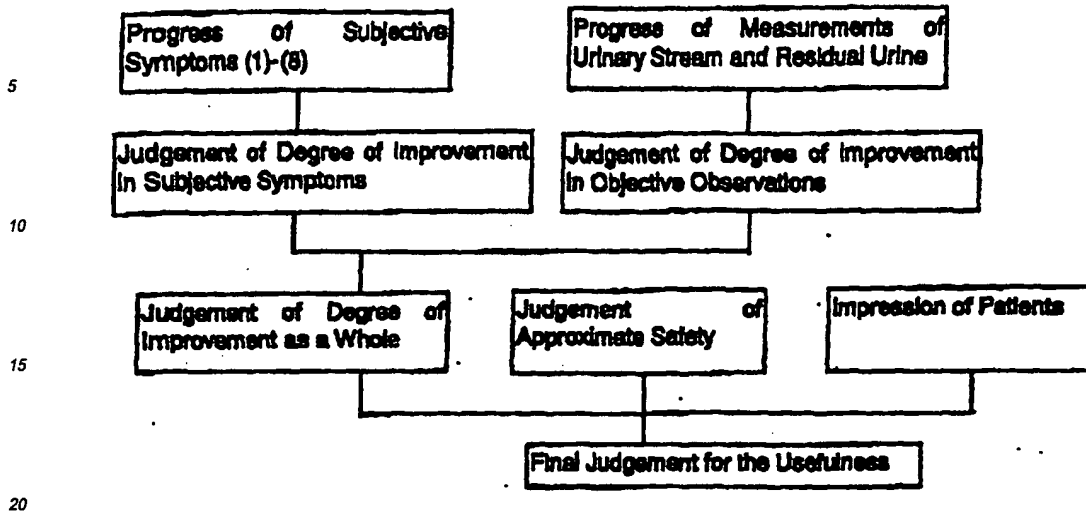 Progress of Subjective
Symptoms (1)-(8)
Progress of Measurements of
Urinary Stream and Residual Urine
5
Judgement of Degree of Improvement
in Subjective Symptoms
Judgement of Degree of Improvement
in Objective Observations
10
Judgement of Degree of
Improvement as a Whole
Judgement of
Approximate Safety
Impression of Patients
15
Final Judgement for the Usefulness
20